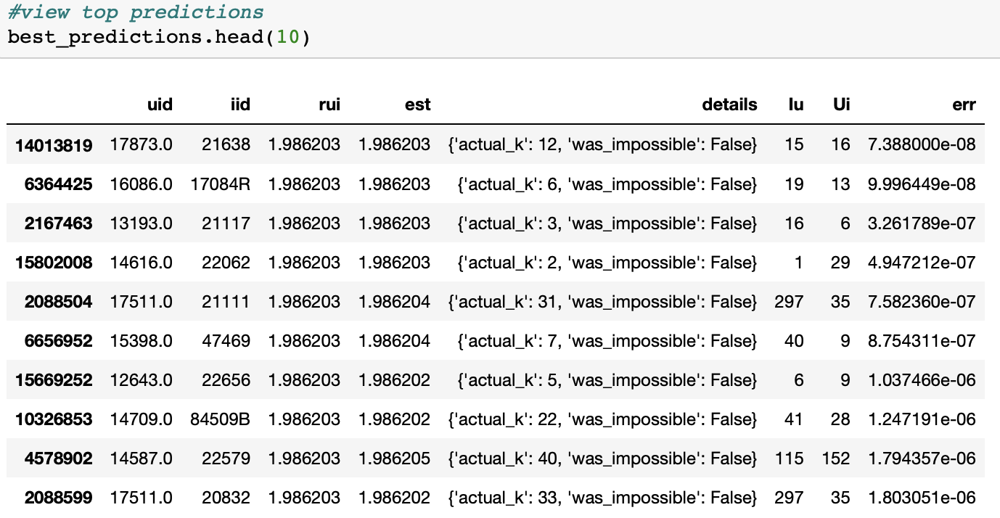 #view top predictions
best_predictions.head(10)
uid iid rui est details Iu Ui err
14013819 17873.0 21638 1.986203 1.986203 {'actual_k': 12, 'was_impossible': False} 15 16 7.388000e-08
6364425 16086.0 17084R 1.986203 1.986203 {'actual_k': 6, 'was_impossible': False} 19 13 9.996449e-08
2167463 13193.0 21117 1.986203 1.986203 {'actual_k': 3, 'was_impossible': False} 16 6 3.261789e-07
15802008 14616.0 22062 1.986203 1.986203 {'actual_k': 2, 'was_impossible': False} 1 29 4.947212e-07
2088504 17511.0 21111 1.986203 1.986204 {'actual_k': 31, 'was_impossible': False} 297 35 7.582360e-07
6656952 15398.0 47469 1.986203 1.986204 {'actual_k': 7, 'was_impossible': False} 40 9 8.754311e-07
15669252 12643.0 22656 1.986203 1.986202 {'actual_k': 5, 'was_impossible': False} 6 9 1.037466e-06
10326853 14709.0 84509B 1.986203 1.986202 {'actual_k': 22, 'was_impossible': False} 41 28 1.247191e-06
4578902 14587.0 22579 1.986203 1.986205 {'actual_k': 40, 'was_impossible': False} 115 152 1.794357e-06
2088599 17511.0 20832 1.986203 1.986202 {'actual_k': 33, 'was_impossible': False} 297 35 1.803051e-06